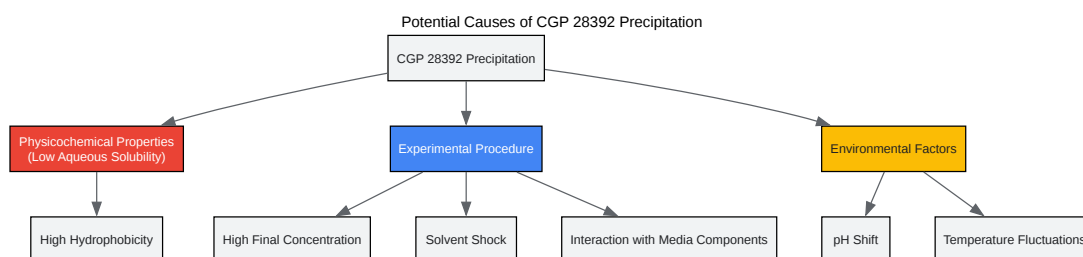 Potential Causes of CGP 28392 Precipitation
CGP 28392 Precipitation
Physicochemical Properties
(Low Aqueous Solubility)
Experimental Procedure
Environmental Factors
High Hydrophobicity
High Final Concentration
Solvent Shock
Interaction with Media Components
pH Shift
Temperature Fluctuations